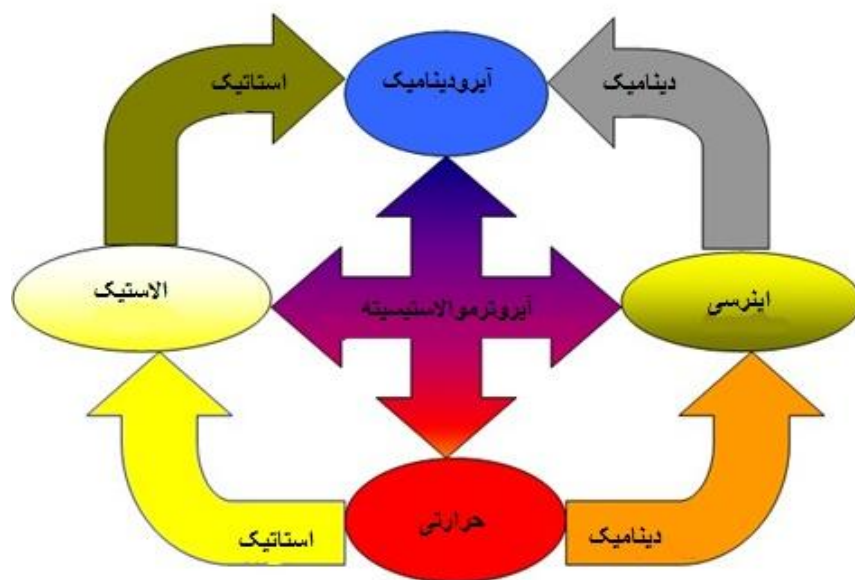 آیرودینامیک
دینامیک
استاتیک
الاستیک
آیروترموالاستیسیته
اینرسی
حرارتی
دینامیک
استاتیک